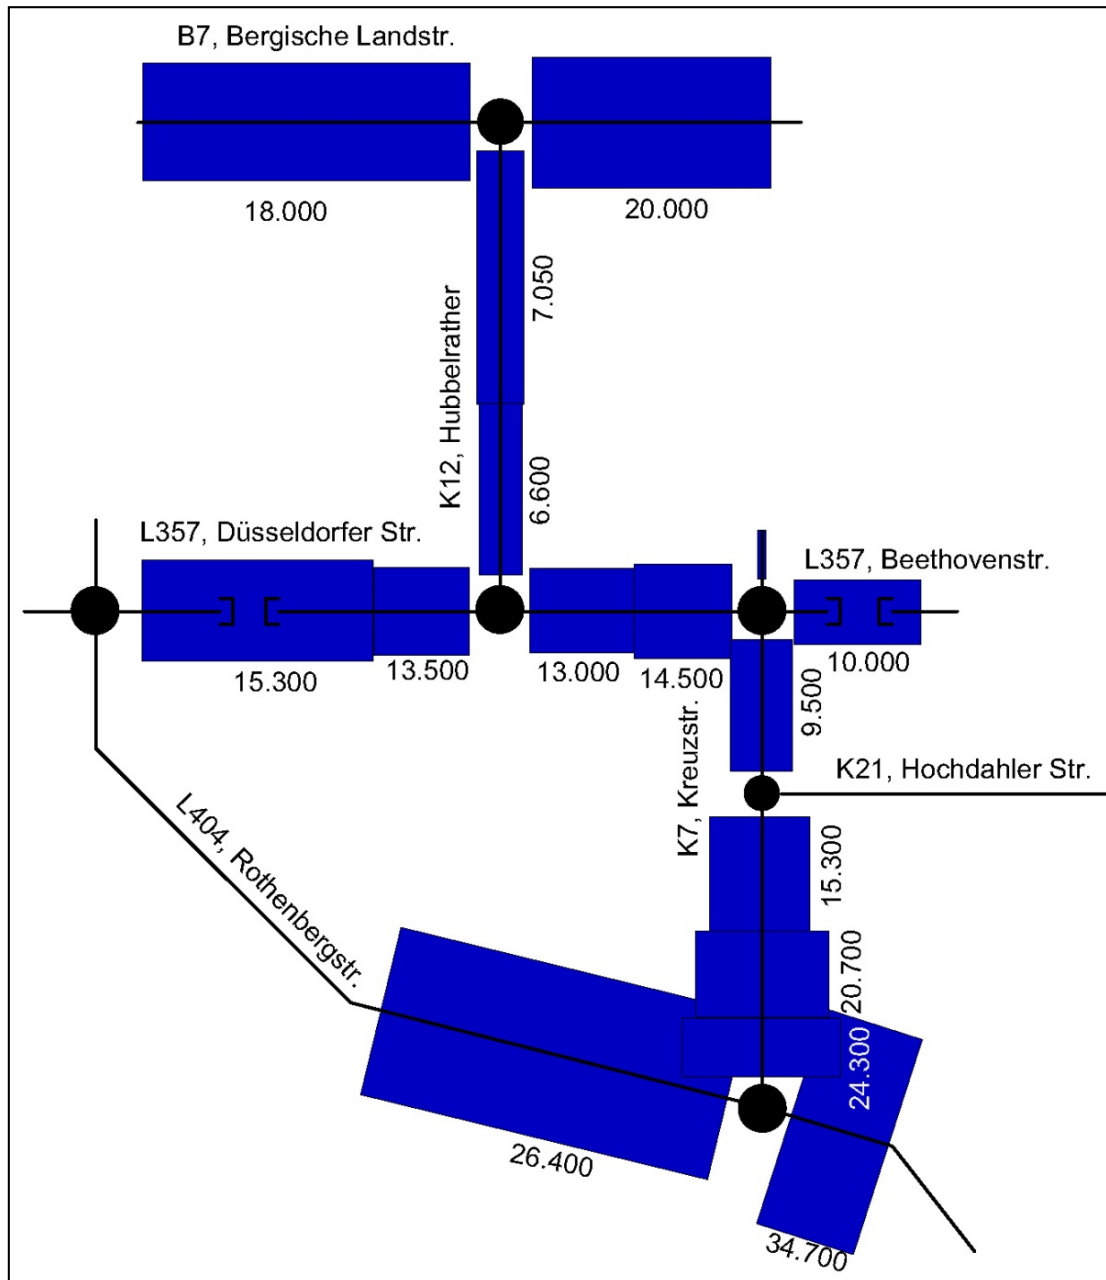 B7, Bergische Landstr.
18.000
20.000
7.050
K12, Hubbelrather
6.600
L357, Düsseldorfer Str.
L357, Beethovenstr.
15.300
13.500
13.000
14.500
10.000
9.500
K7, Kreuzstr.
K21, Hochdahler Str.
L404, Rothenbergstr.
15.300
20.700
24.300
26.400
34.700